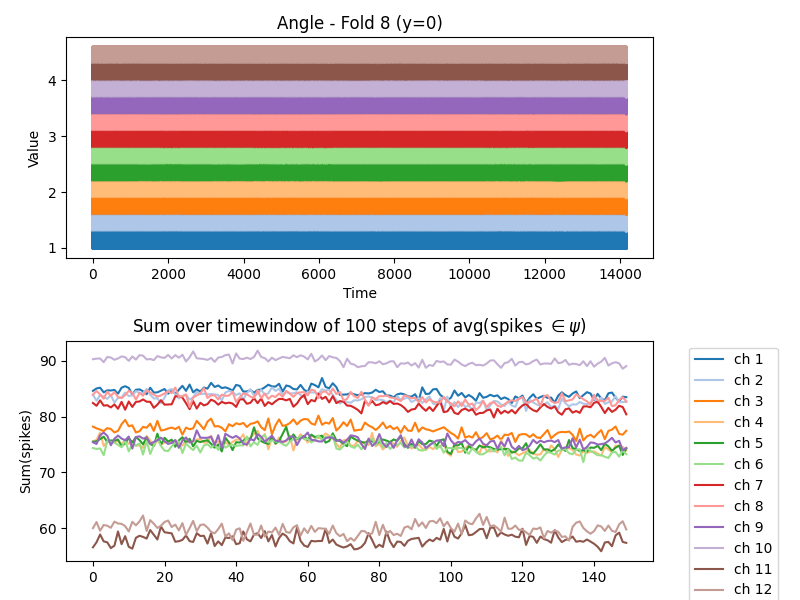 Angle - Fold 8 (y=0)
4
3
2
1
Value
0 2000 4000 6000 8000 10000 12000 14000
Time
Sum over timewindow of 100 steps of avg(spikes ∈ψ)
90
80
70
60
Sum(spikes)
0 20 40 60 80 100 120 140
ch 1
ch 2
ch 3
ch 4
ch 5
ch 6
ch 7
ch 8
ch 9
ch 10
ch 11
ch 12